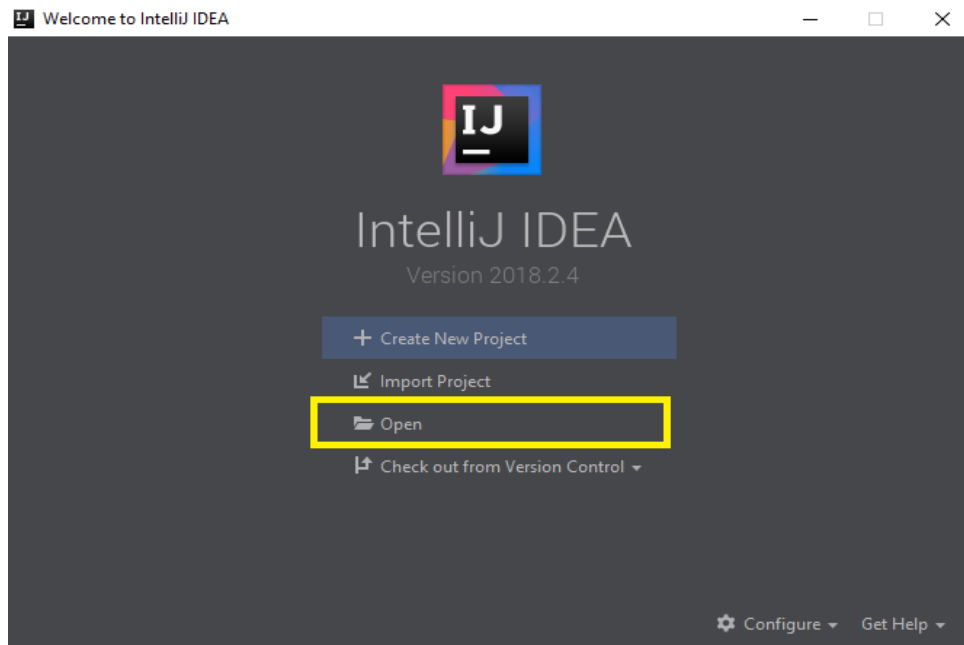 Welcome to IntelliJ IDEA
IJ
IntelliJ IDEA
Version 2018.2.4
Create New Project
Import Project
Open
Check out from Version Control
Configure Get Help